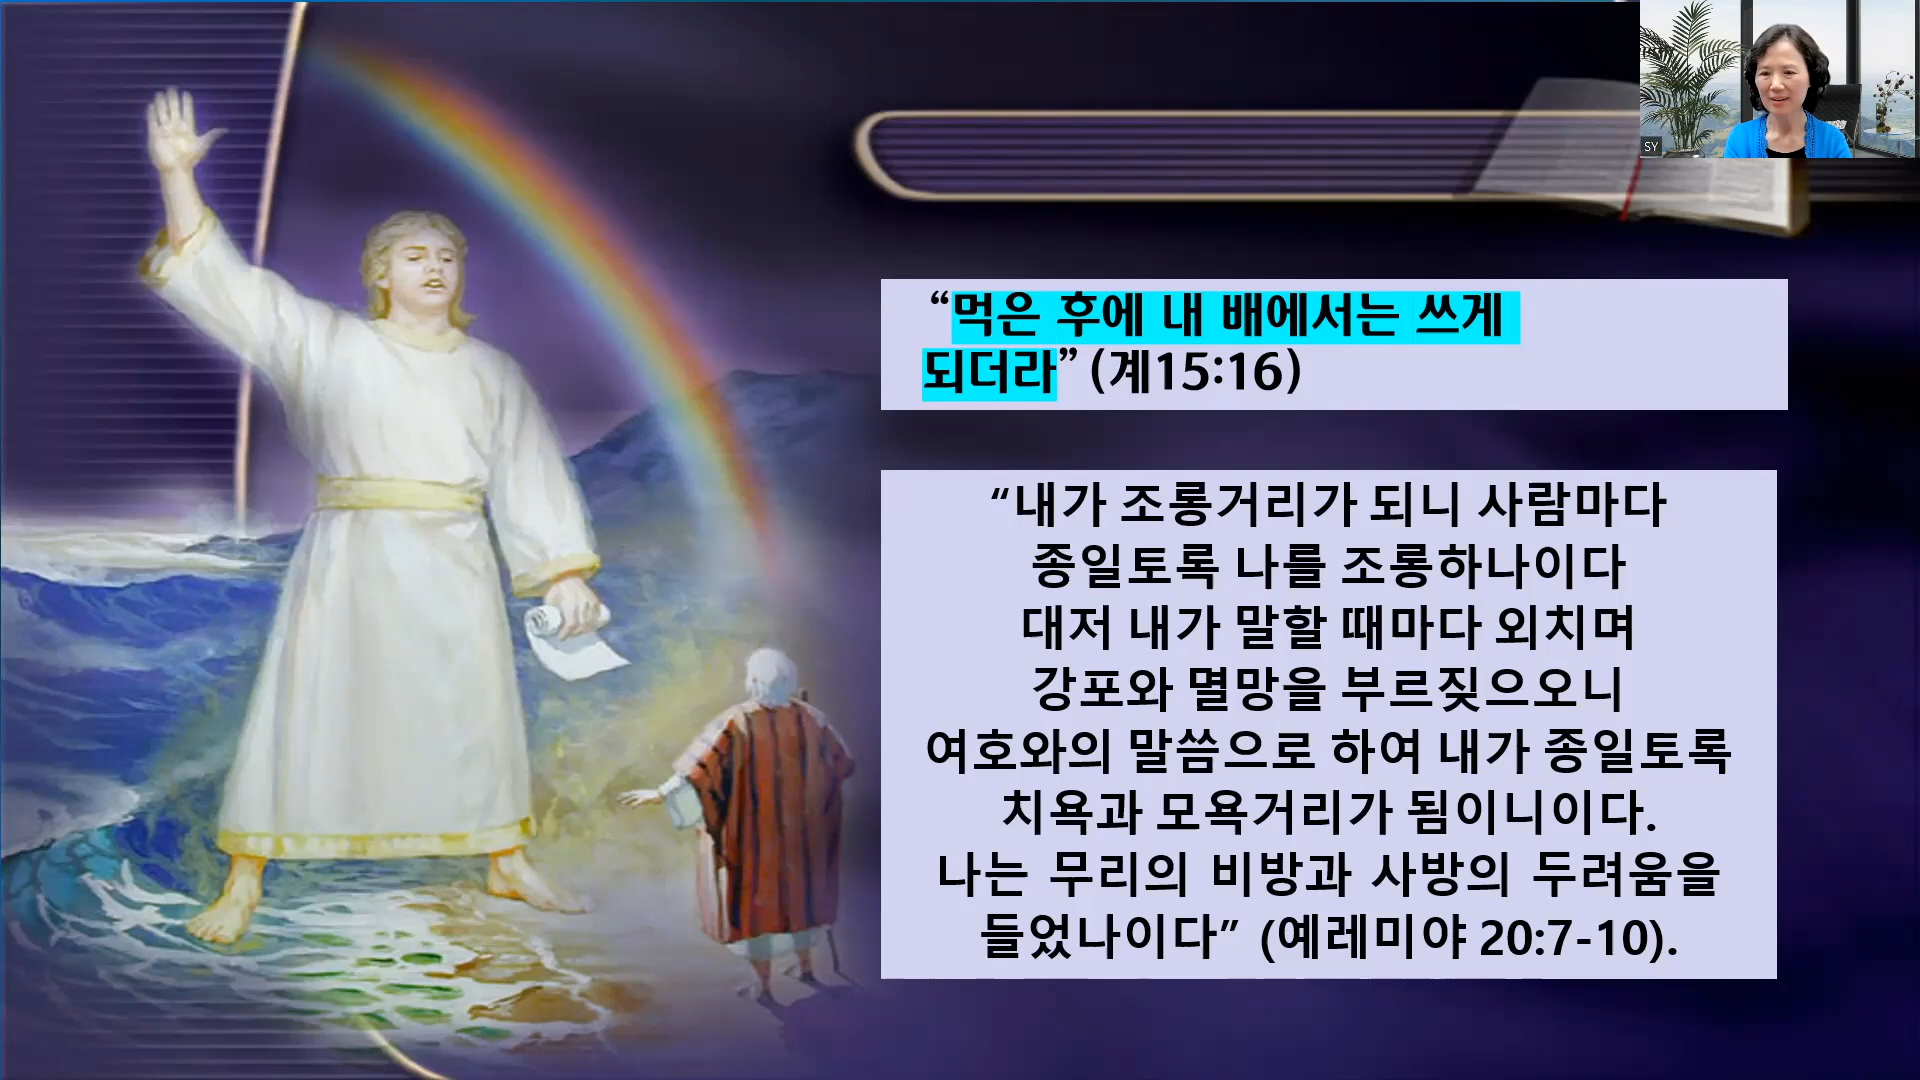 SY
“먹은 후에 내 배에서는 쓰게
되더라” (계15:16)
“내가 조롱거리가 되니 사람마다
종일토록 나를 조롱하나이다
대저 내가 말할 때마다 외치며
강포와 멸망을 부르짖으오니
여호와의 말씀으로 하여 내가 종일토록
치욕과 모욕거리가 됨이니이다.
나는 무리의 비방과 사방의 두려움을
들었나이다” (예레미야 20:7-10).